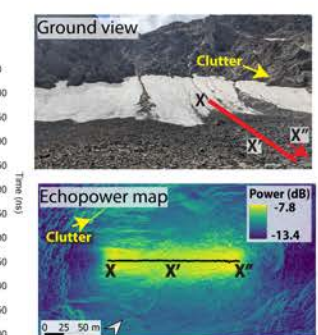 Ground view
Clutter
X
X'
X"
Time (ns)
Echopower map
Power (dB)
-7.8
-13.4
Clutter
X X' X"
0 25 50 m